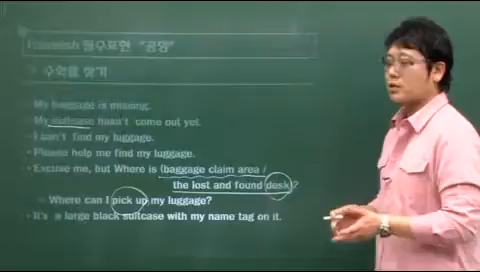 필수표현 "공항"
수하물 찾기
My baggage is missing.
My suitcase hasn't come out yet.
I can't find my luggage.
Please help me find my luggage.
Excuse me, but Where is (baggage claim area /
the lost and found desk)?
Where can I pick up my luggage?
It's a large black suitcase with my name tag on it.